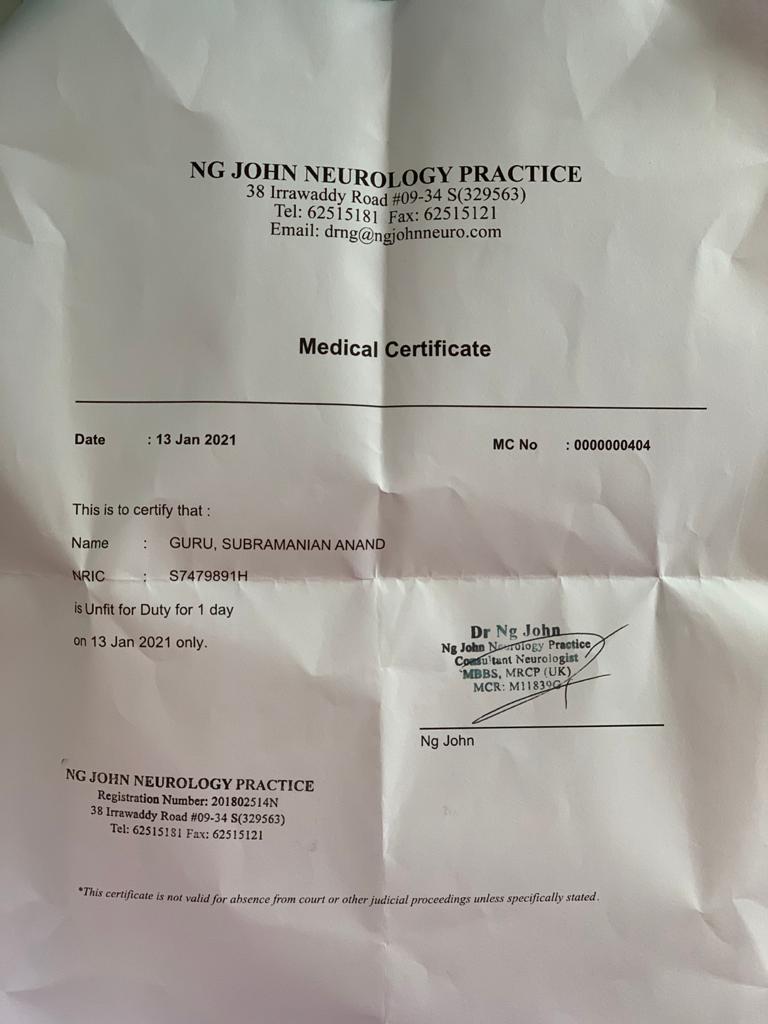 NG JOHN NEUROLOGY PRACTICE
38 Irrawaddy Road #09-34 S(329563)
Tel: 62515181 Fax: 62515121
Email: drng@ngjohnneuro.com
Medical Certificate
Date : 13 Jan 2021 MC No : 0000000404
This is to certify that :
Name : GURU, SUBRAMANIAN ANAND
NRIC : S7479891H
is Unfit for Duty for 1 day
on 13 Jan 2021 only.
Dr Ng John
Ng John Neurology Practice
Consultant Neurologist
MBBS, MRCP (UK)
MCR: M11839G
Ng John
NG JOHN NEUROLOGY PRACTICE
Registration Number: 201802514N
38 Irrawaddy Road #09-34 S(329563)
Tel: 62515181 Fax: 62515121
*This certificate is not valid for absence from court or other judicial proceedings unless specifically stated.